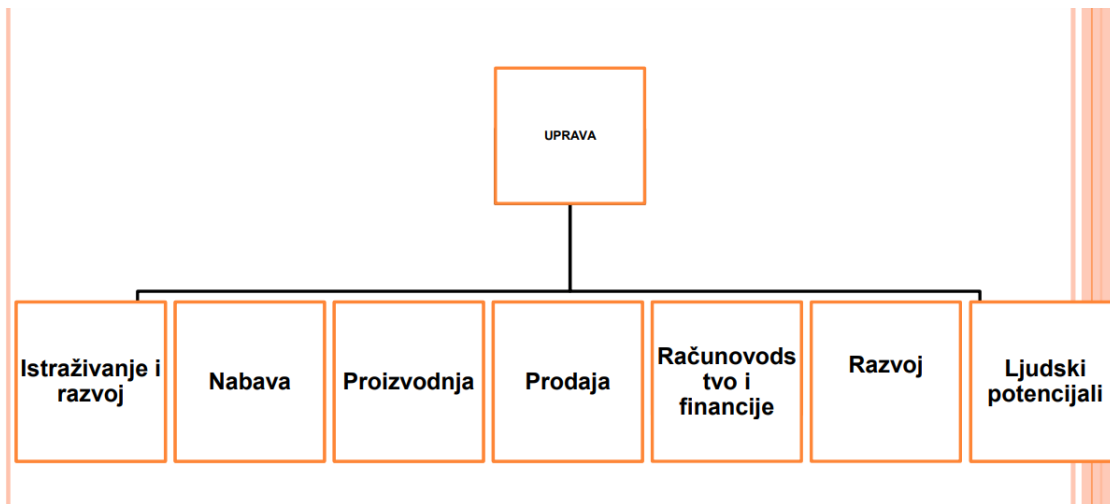 UPRAVA
Istraživanje i
razvoj
Nabava
Proizvodnja
Prodaja
Računovods
tvo i
financije
Razvoj
Ljudski
potencijali